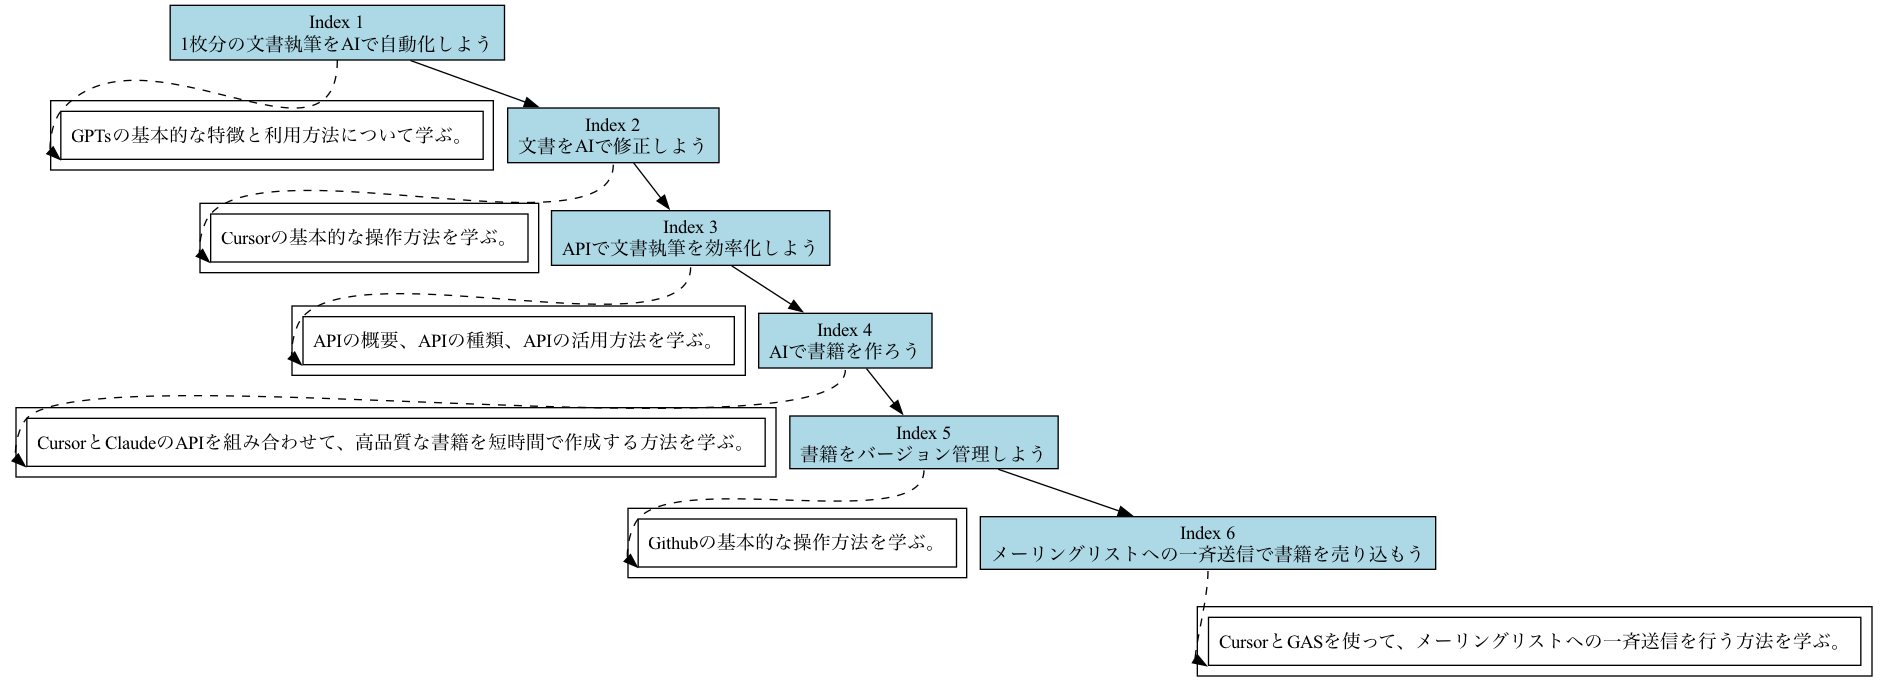 Index 1
1枚分の文書執筆をAIで自動化しよう
GPTsの基本的な特徴と利用方法について学ぶ。
Index 2
文書をAIで修正しよう
Cursorの基本的な操作方法を学ぶ。
Index 3
APIで文書執筆を効率化しよう
APIの概要、APIの種類、APIの活用方法を学ぶ。
Index 4
AIで書籍を作ろう
CursorとClaudeのAPIを組み合わせて、高品質な書籍を短時間で作成する方法を学ぶ。
Index 5
書籍をバージョン管理しよう
Githubの基本的な操作方法を学ぶ。
Index 6
メーリングリストへの一斉送信で書籍を売り込もう
CursorとGASを使って、メーリングリストへの一斉送信を行う方法を学ぶ。